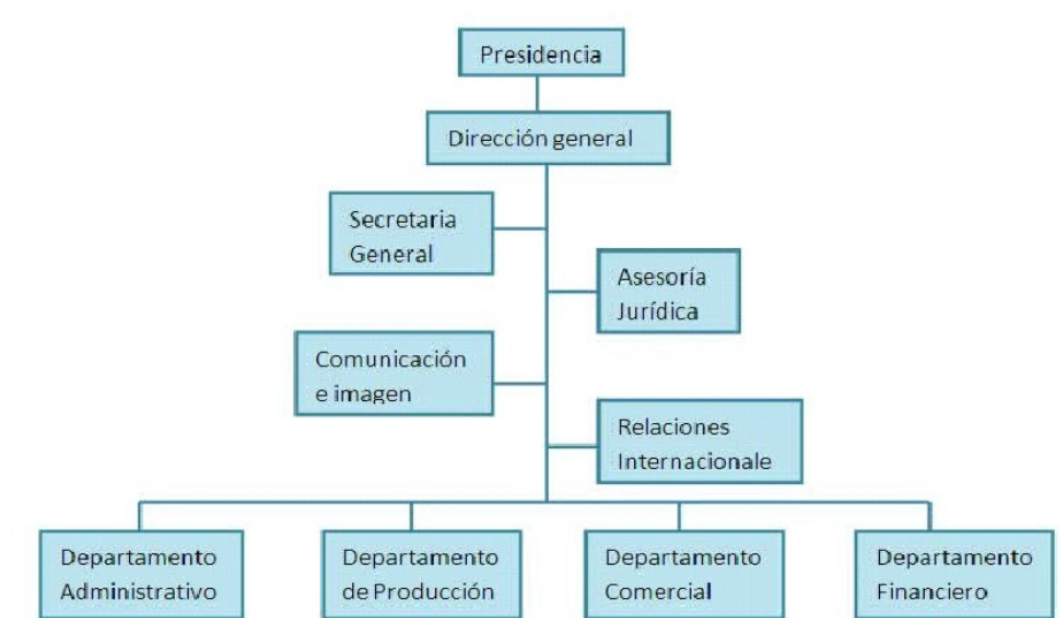 Presidencia
Dirección general
Secretaria
General
Asesoría
Jurídica
Comunicación
e imagen
Relaciones
Internacionale
Departamento
Administrativo
Departamento
de Producción
Departamento
Comercial
Departamento
Financiero